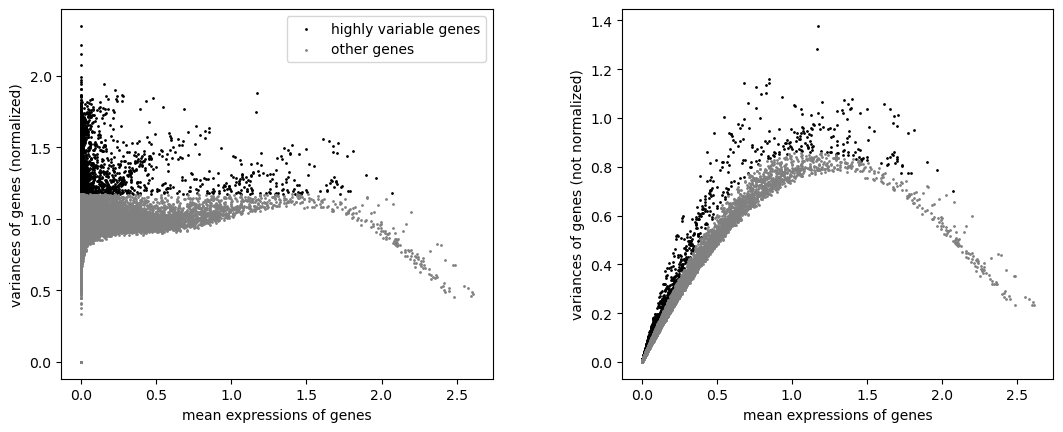 highly variable genes
other genes
variances of genes (normalized)
2.0
1.5
1.0
0.5
0.0
0.0 0.5 1.0 1.5 2.0 2.5
mean expressions of genes
variances of genes (not normalized)
1.4
1.2
1.0
0.8
0.6
0.4
0.2
0.0
0.0 0.5 1.0 1.5 2.0 2.5
mean expressions of genes